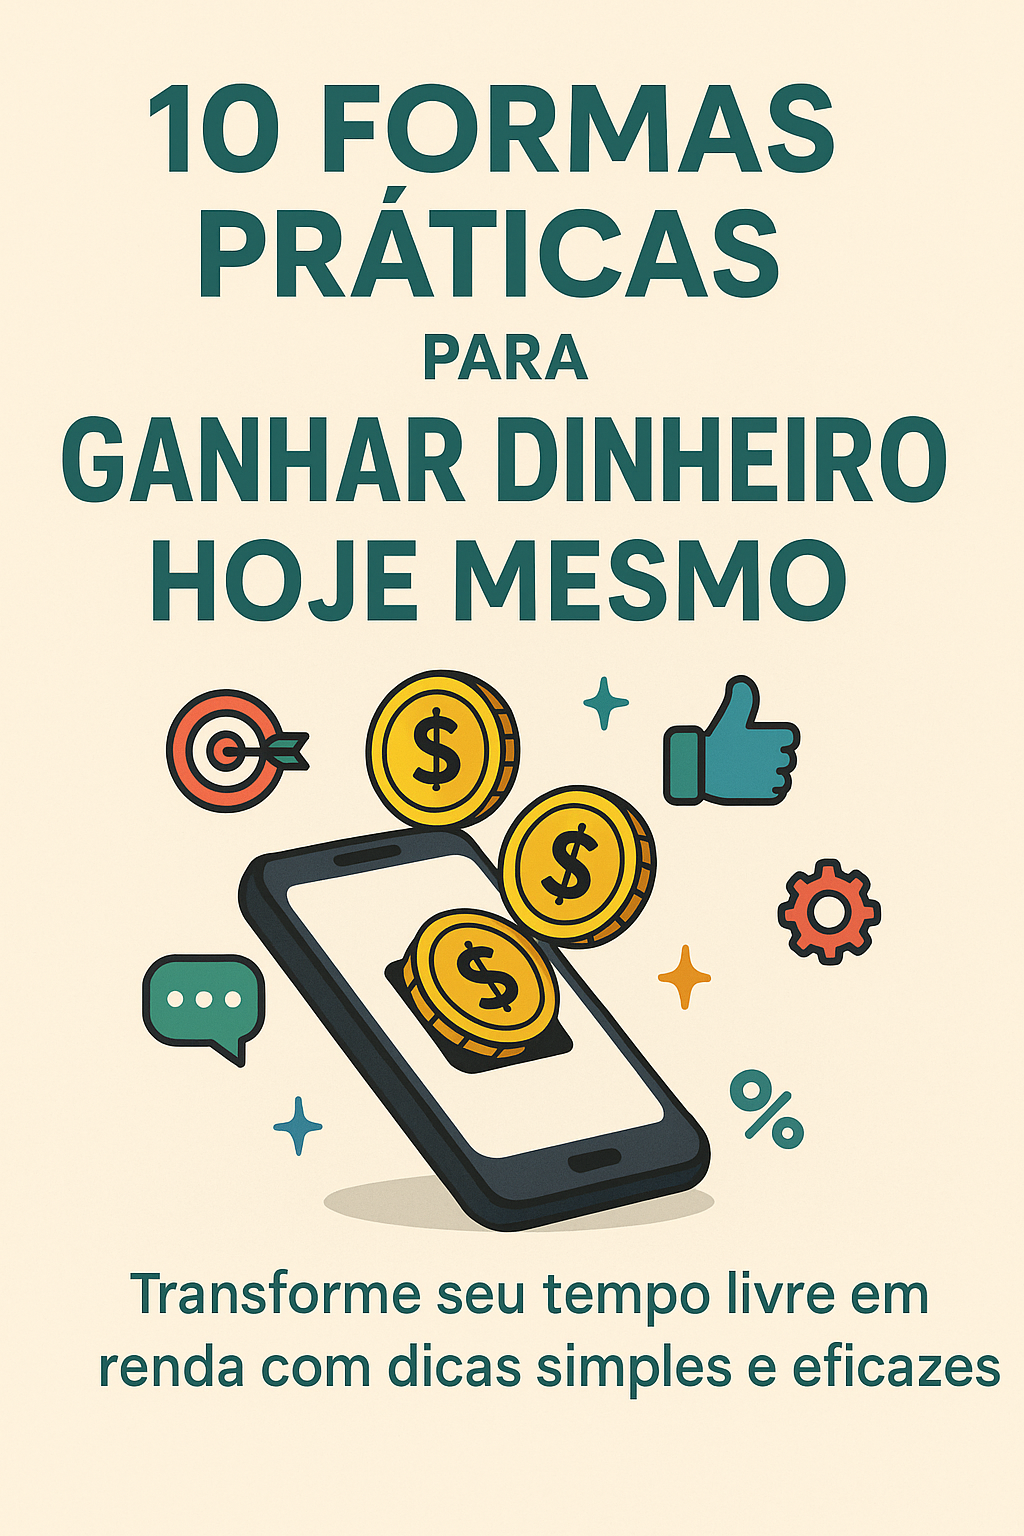 10 FORMAS
PRÁTICAS
PARA
GANHAR DINHEIRO
HOJE MESMO
$
$
$
%
Transforme seu tempo livre em
renda com dicas simples e eficazes